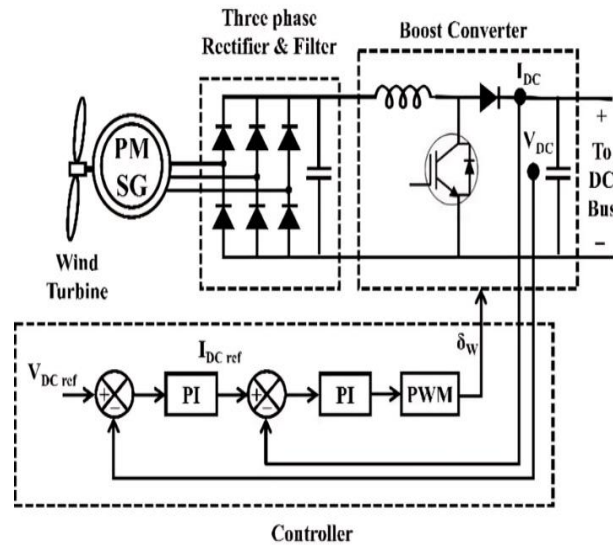 Three phase
Rectifier & Filter
Boost Converter
I_DC
V_DC
+
To
DC
Bus
−
PM
SG
Wind
Turbine
δ_W
I_DC ref
V_DC ref
+
−
PI
+
−
PI
PWM
Controller